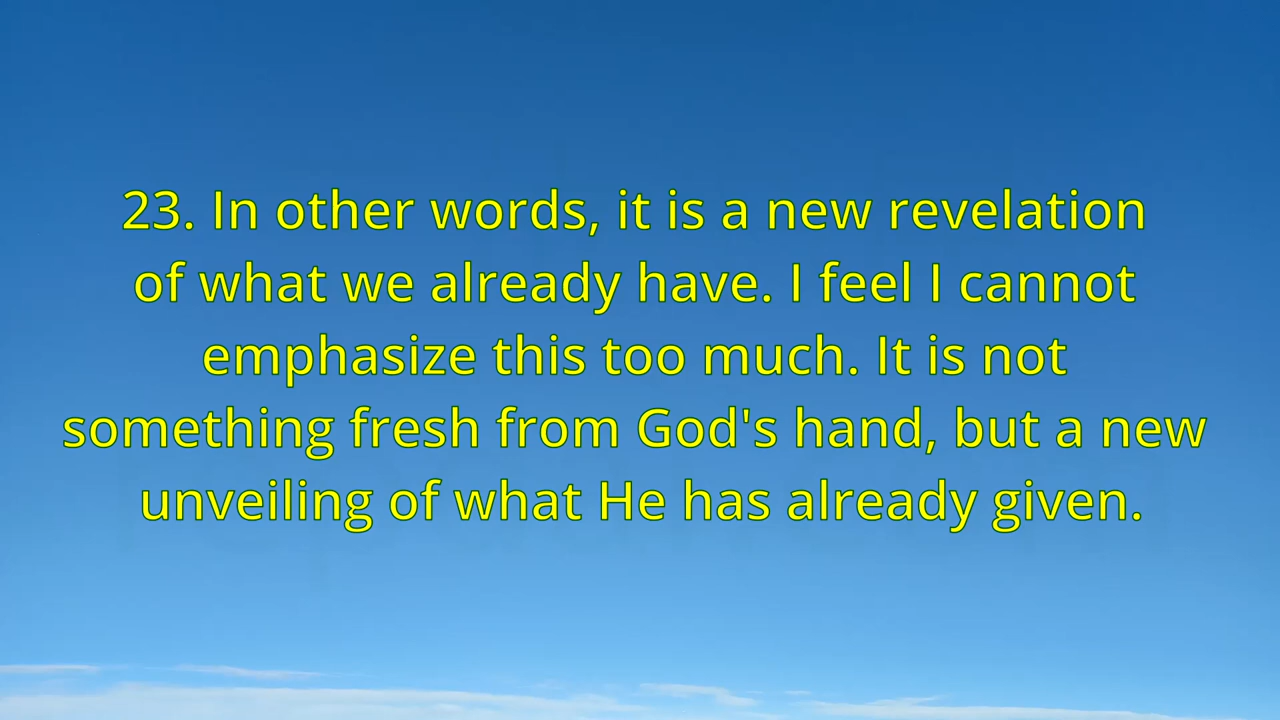 23. In other words, it is a new revelation
of what we already have. I feel I cannot
emphasize this too much. It is not
something fresh from God's hand, but a new
unveiling of what He has already given.